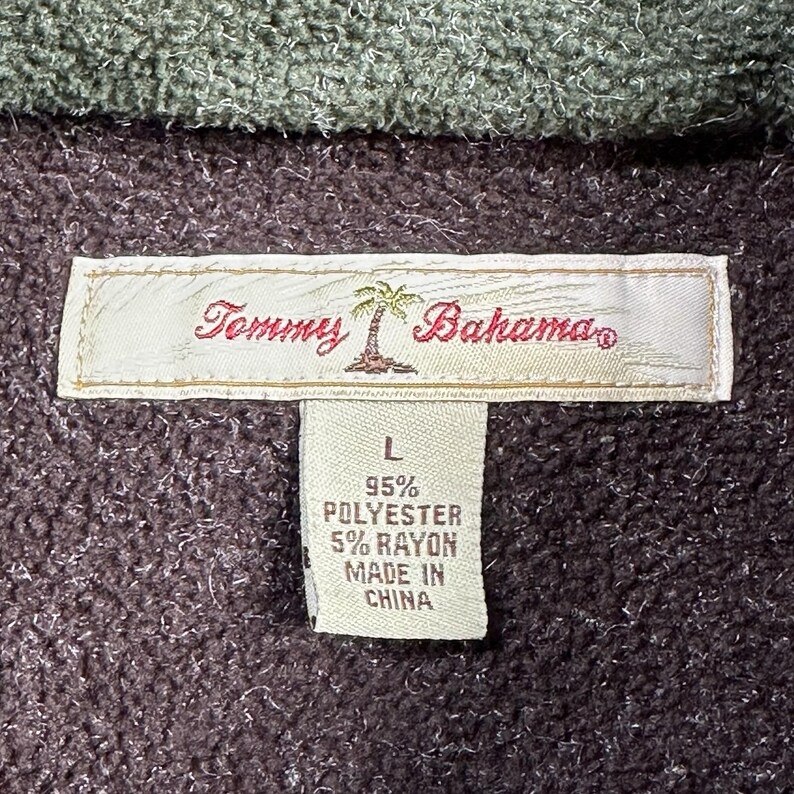 Tommy Bahama®
L
95%
POLYESTER
5% RAYON
MADE IN
CHINA